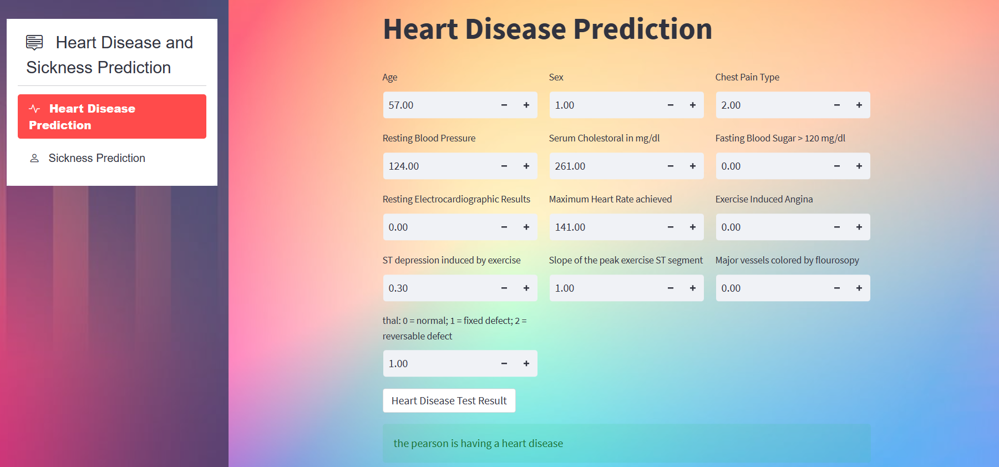 Heart Disease and
Sickness Prediction
Heart Disease
Prediction
Sickness Prediction
Heart Disease Prediction
Age
Sex
Chest Pain Type
57.00
1.00
2.00
Resting Blood Pressure
Serum Cholestoral in mg/dl
Fasting Blood Sugar > 120 mg/dl
124.00
261.00
0.00
Resting Electrocardiographic Results
Maximum Heart Rate achieved
Exercise Induced Angina
0.00
141.00
0.00
ST depression induced by exercise
Slope of the peak exercise ST segment
Major vessels colored by flourosopy
0.30
1.00
0.00
thal: 0 = normal; 1 = fixed defect; 2 =
reversable defect
1.00
Heart Disease Test Result
the pearson is having a heart disease